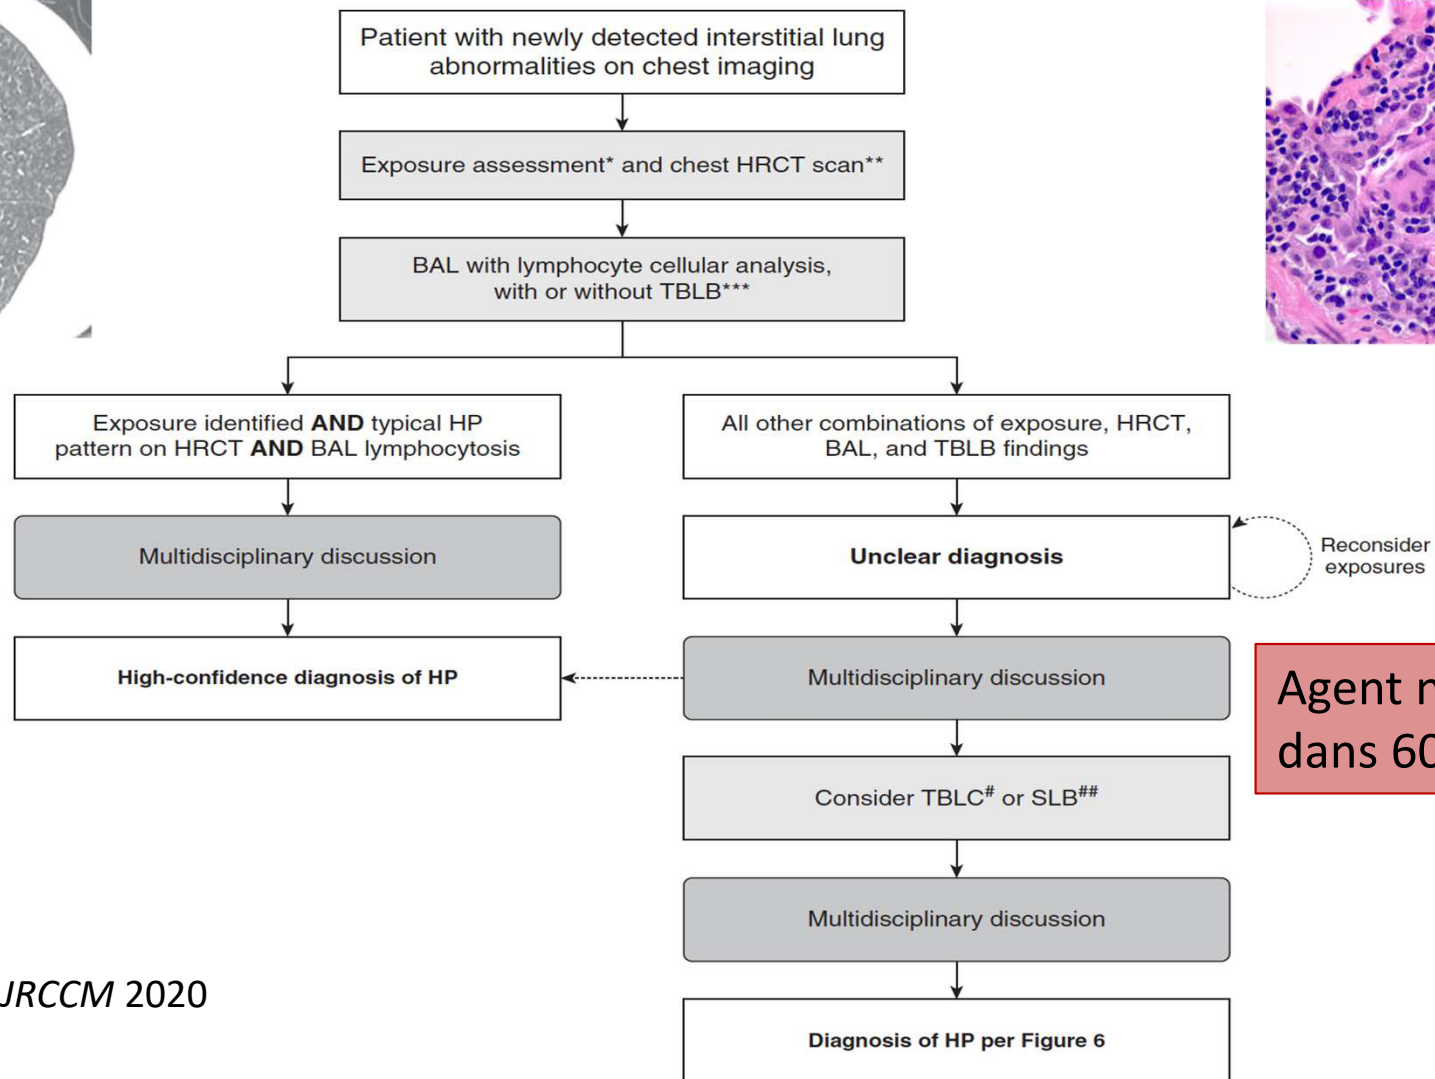 Patient with newly detected interstitial lung
abnormalities on chest imaging
Exposure assessment* and chest HRCT scan**
BAL with lymphocyte cellular analysis,
with or without TBLB***
Exposure identified AND typical HP
pattern on HRCT AND BAL lymphocytosis
All other combinations of exposure, HRCT,
BAL, and TBLB findings
Multidisciplinary discussion
Unclear diagnosis
Reconsider
exposures
High-confidence diagnosis of HP
Multidisciplinary discussion
Agent
dans 60
Consider TBLC# or SLB##
Multidisciplinary discussion
JRCCM 2020
Diagnosis of HP per Figure 6